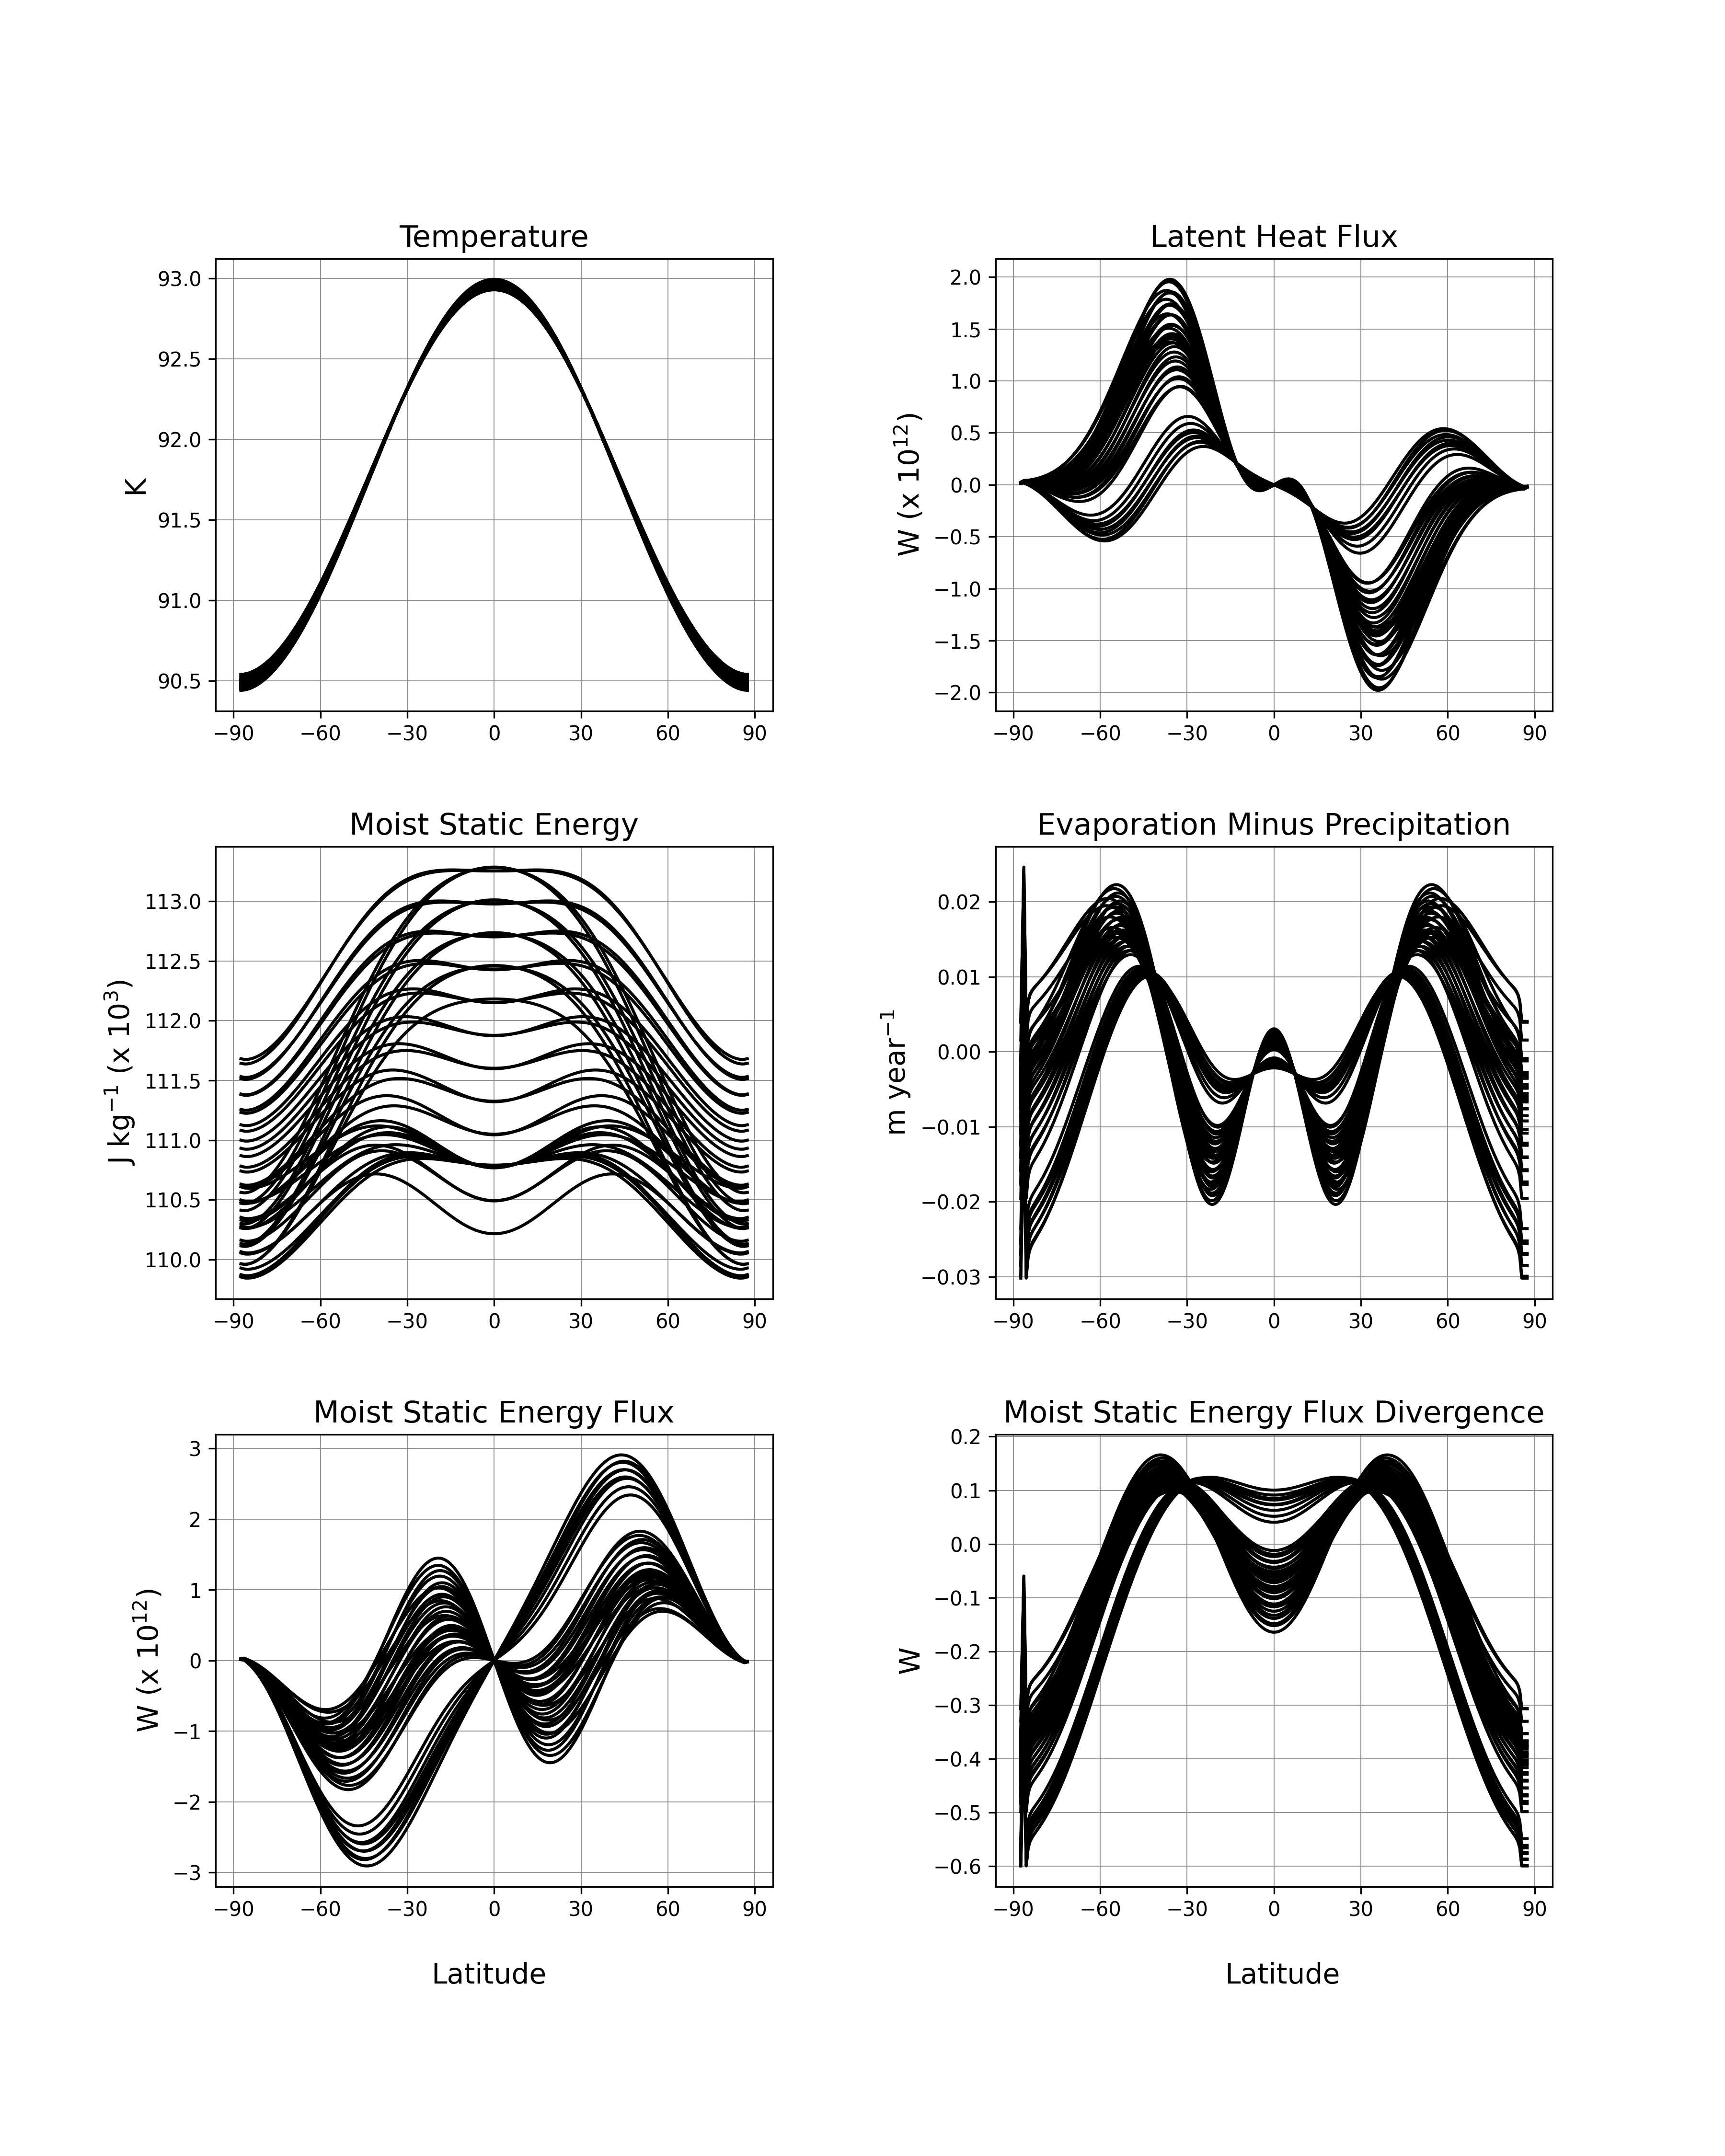 Temperature
K
93.0
92.5
92.0
91.5
91.0
90.5
−90 −60 −30 0 30 60 90
Latent Heat Flux
W (x 10^12)
2.0
1.5
1.0
0.5
0.0
−0.5
−1.0
−1.5
−2.0
−90 −60 −30 0 30 60 90
Moist Static Energy
J kg^−1 (x 10^3)
113.0
112.5
112.0
111.5
111.0
110.5
110.0
−90 −60 −30 0 30 60 90
Evaporation Minus Precipitation
m year^−1
0.02
0.01
0.00
−0.01
−0.02
−0.03
−90 −60 −30 0 30 60 90
Moist Static Energy Flux
W (x 10^12)
3
2
1
0
−1
−2
−3
−90 −60 −30 0 30 60 90
Latitude
Moist Static Energy Flux Divergence
W
0.2
0.1
0.0
−0.1
−0.2
−0.3
−0.4
−0.5
−0.6
−90 −60 −30 0 30 60 90
Latitude